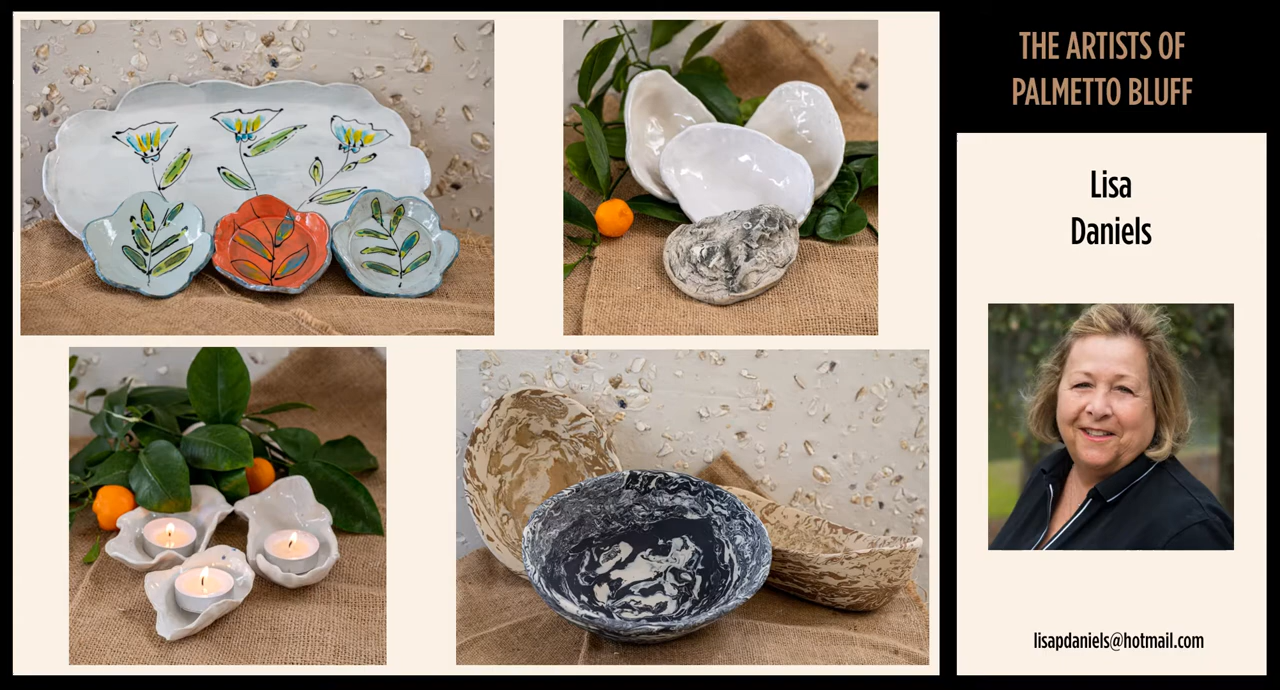 THE ARTISTS OF
PALMETTO BLUFF
Lisa
Daniels
lisapdaniels@hotmail.com